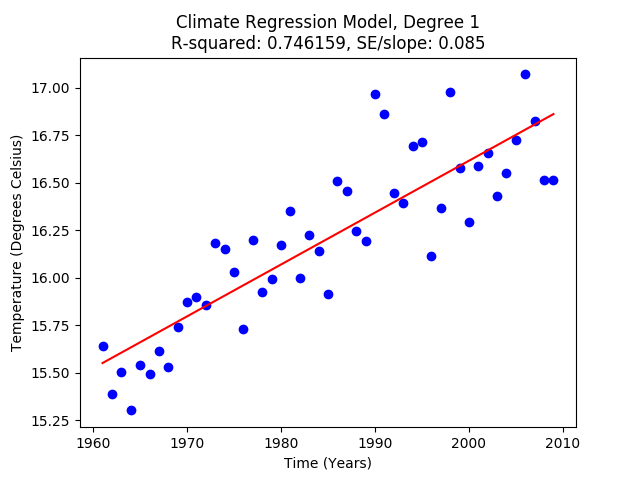 Climate Regression Model, Degree 1
R-squared: 0.746159, SE/slope: 0.085
17.00
16.75
16.50
16.25
16.00
15.75
15.50
15.25
Temperature (Degrees Celsius)
1960 1970 1980 1990 2000 2010
Time (Years)